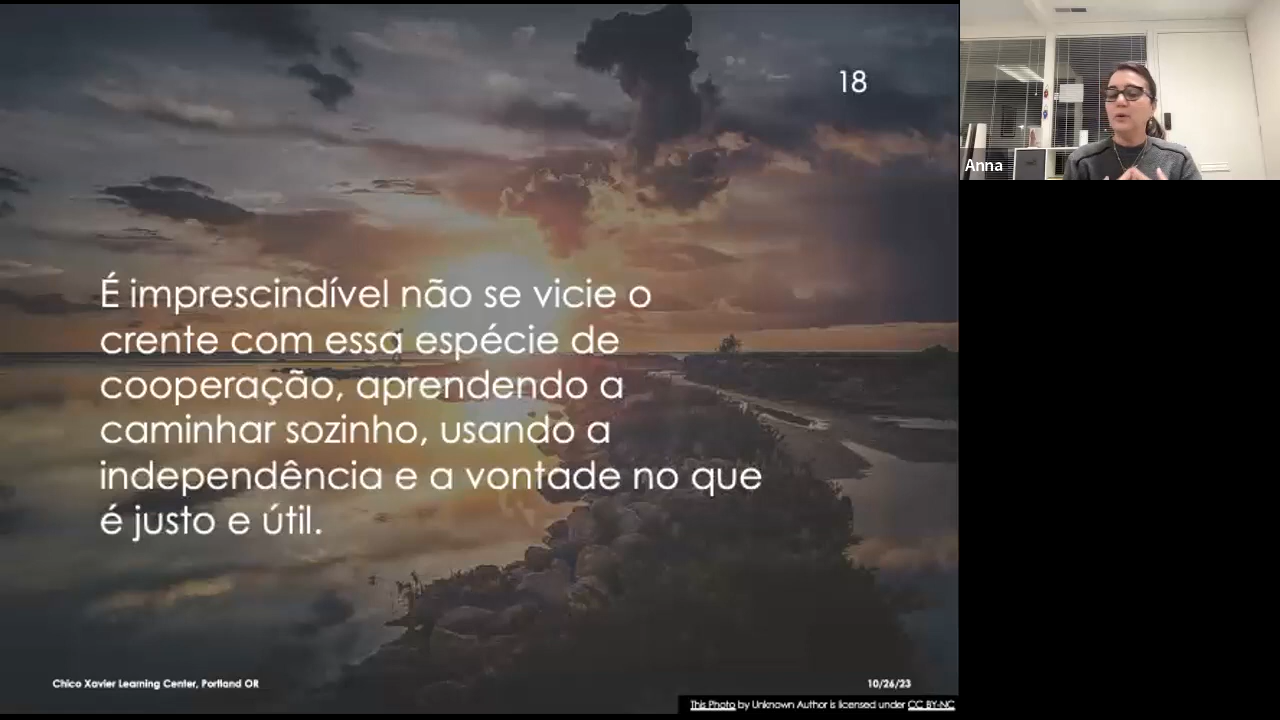 18
Anna
É imprescindível não se vicie o
crente com essa espécie de
cooperação, aprendendo a
caminhar sozinho, usando a
independência e a vontade no que
é justo e útil.
Chico Xavier Learning Center, Portland OR
10/26/23
This Photo by Unknown Author is licensed under CC BY-NC